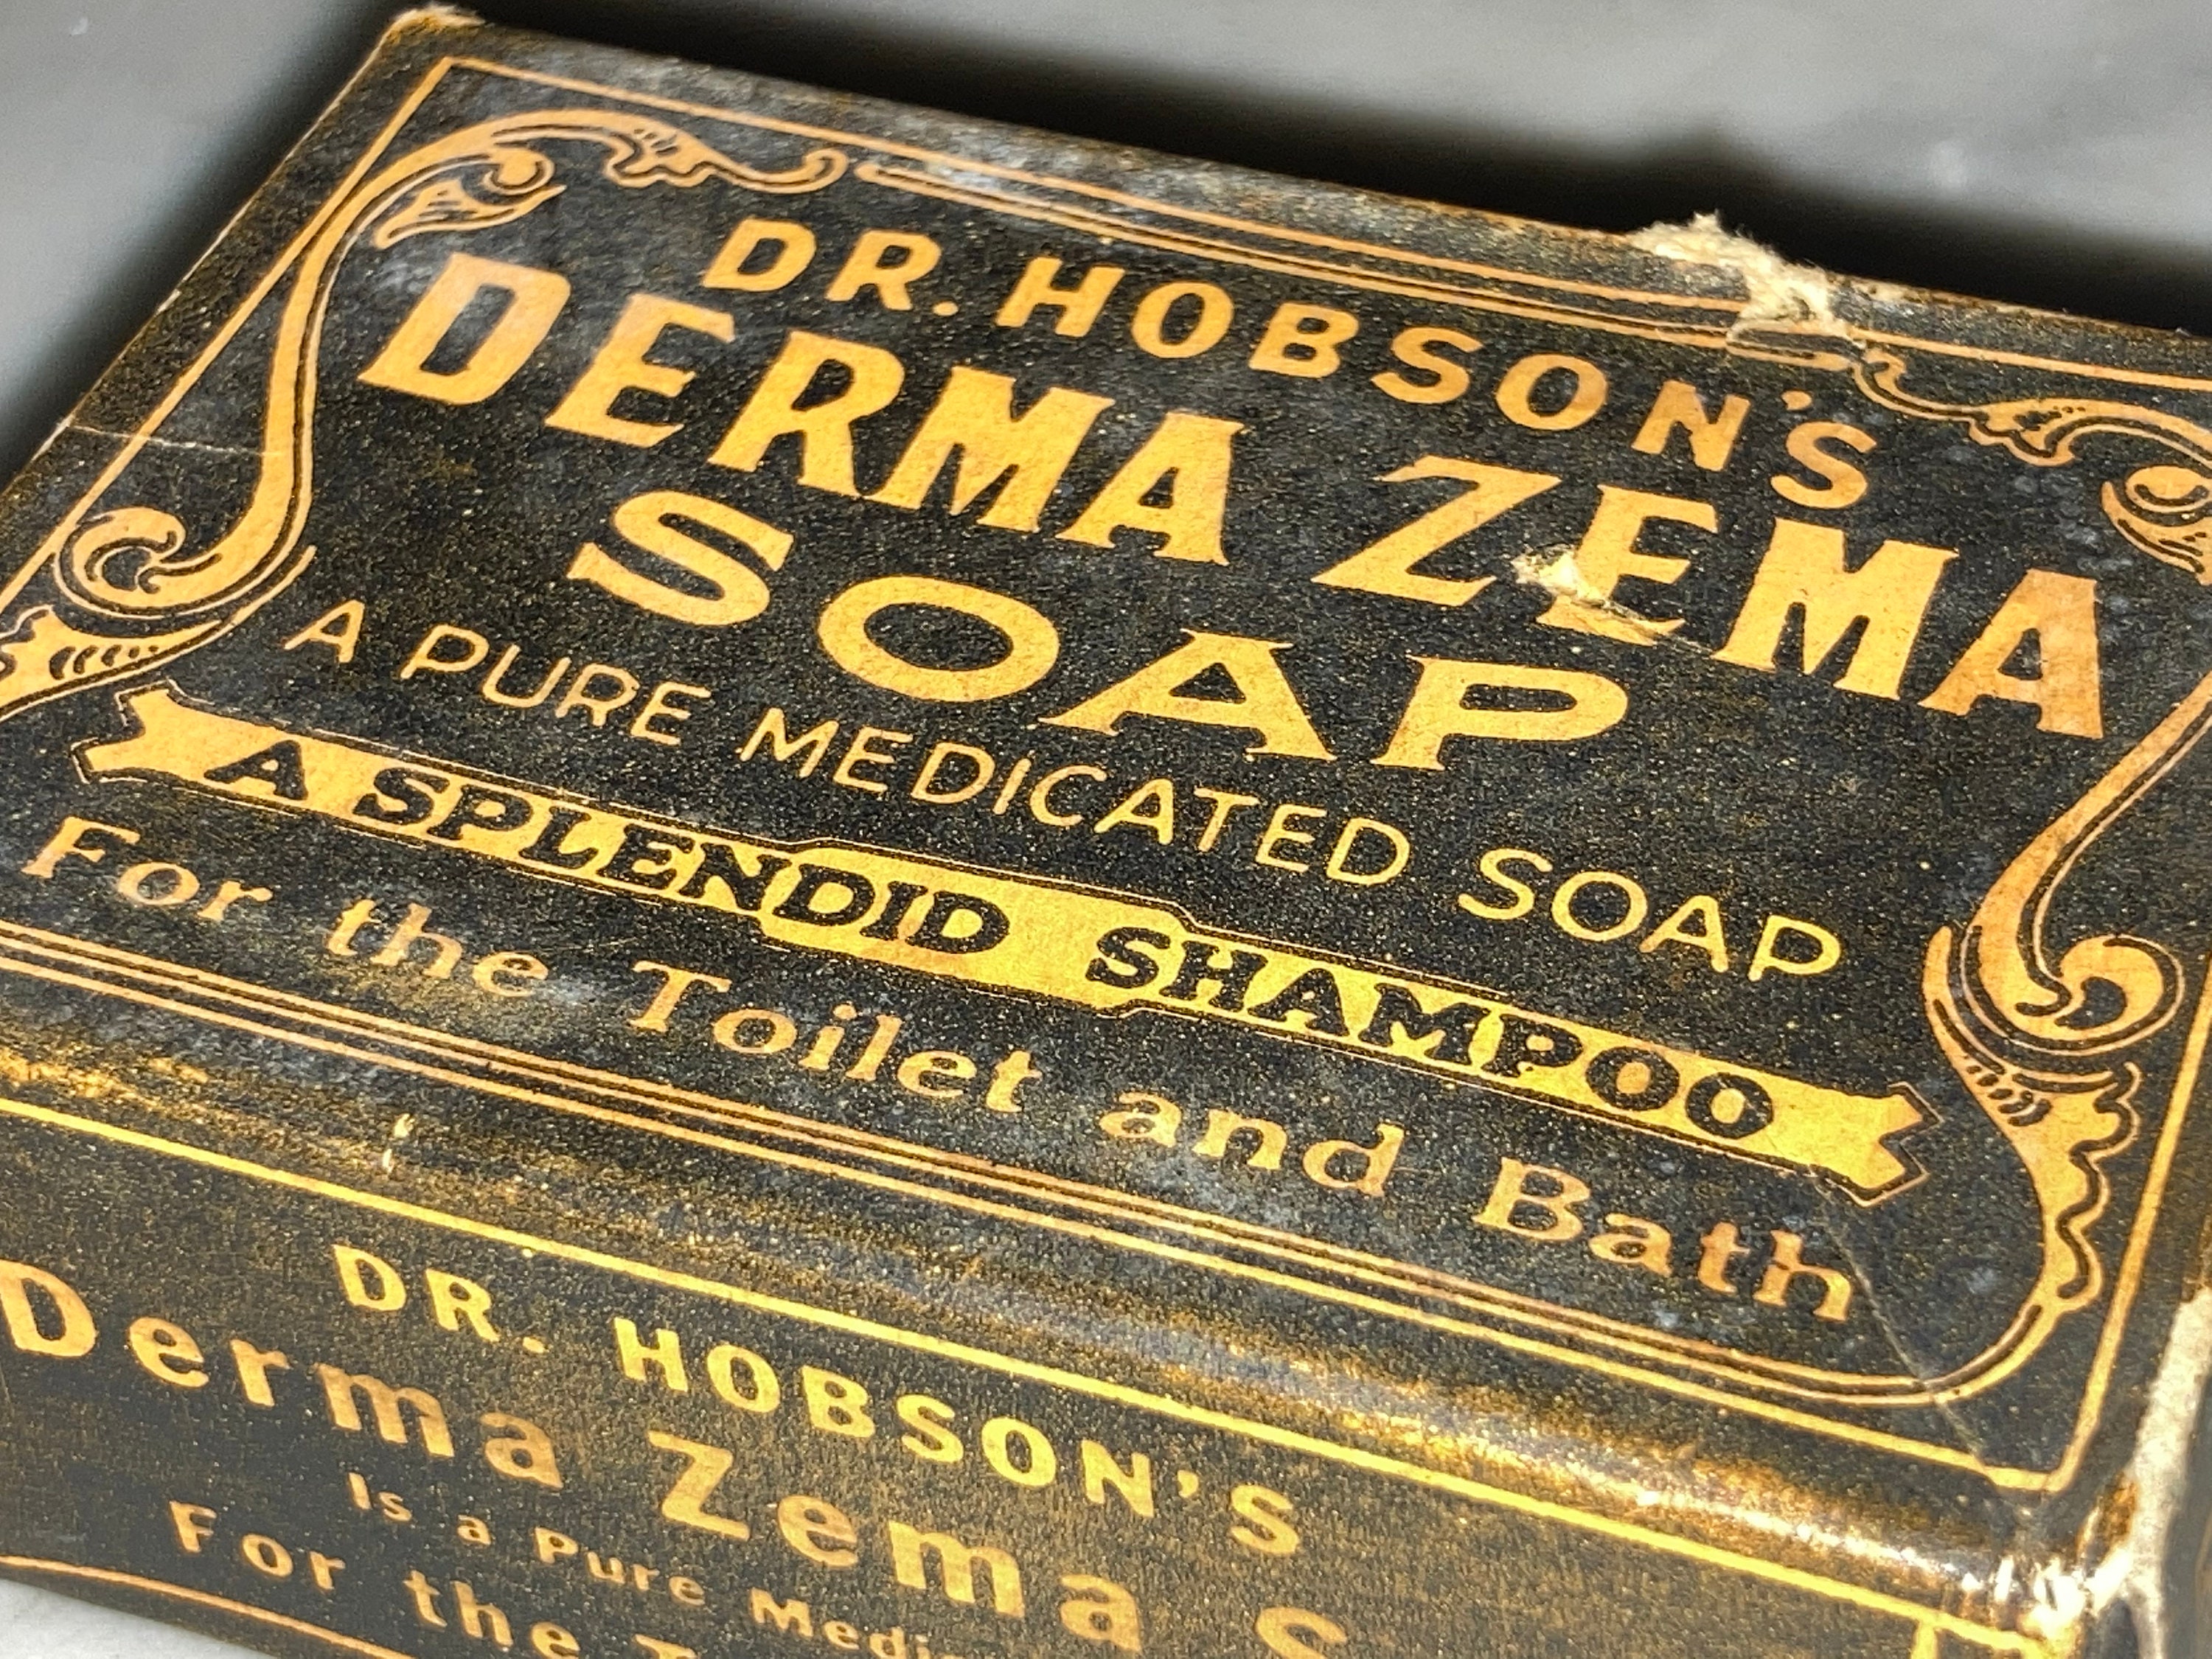 DR. HOBSON'S
DERMA ZEMA
SOAP
A PURE MEDICATED SOAP
A SPLENDID SHAMPOO
For the Toilet and Bath
DR. HOBSON'S
Derma Zema
Is a Pure
For the